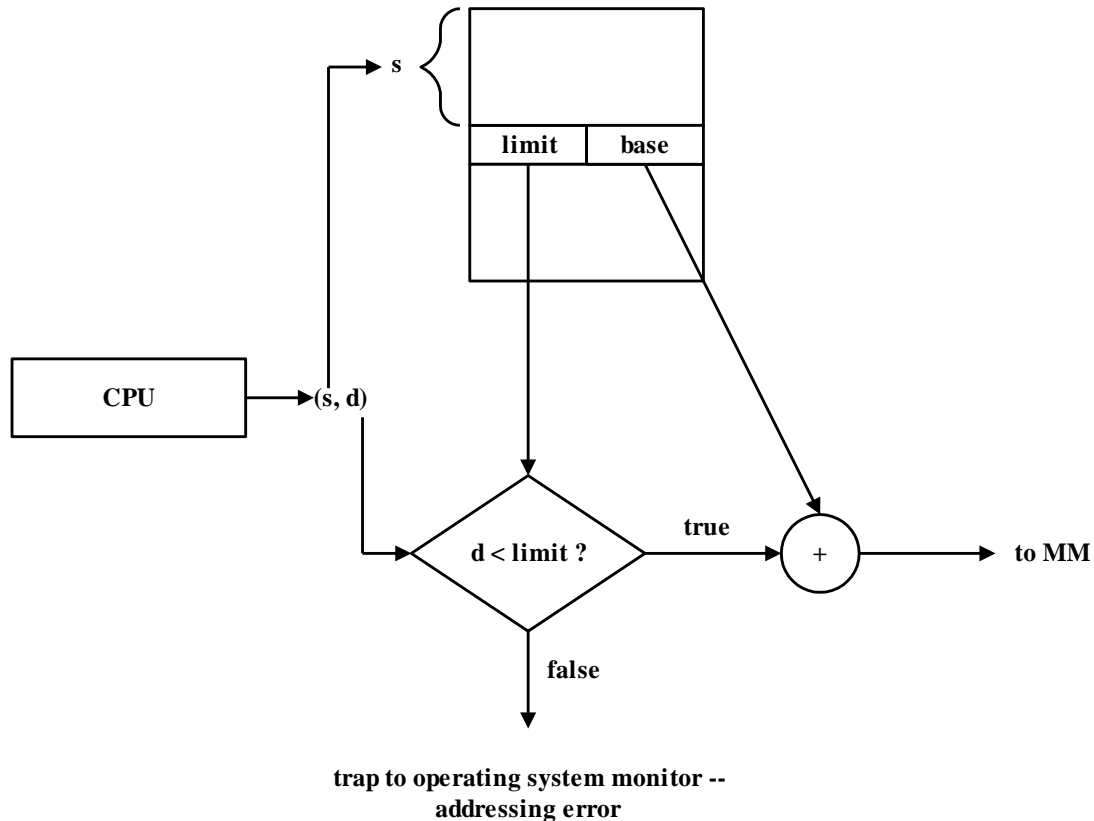 s
limit
base
CPU
(s, d)
d < limit ?
true
+
to MM
false
trap to operating system monitor --
addressing error